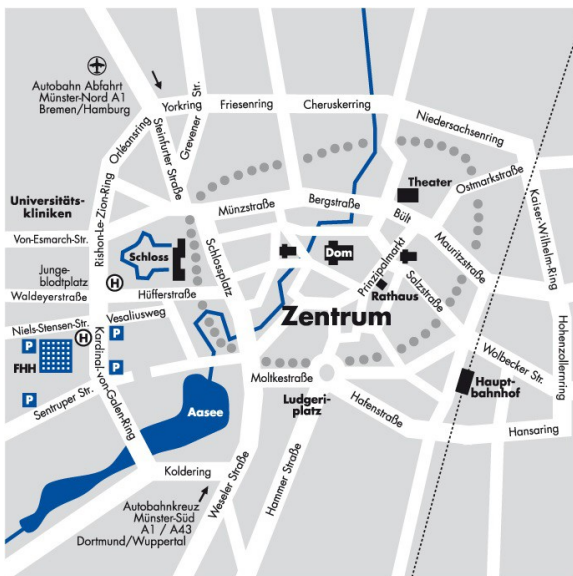 Autobahn Abfahrt
Münster-Nord A1
Bremen/Hamburg
Yorkring
Friesenring
Cheruskerring
Niedersachsenring
Grevener Str.
Steinfurter Straße
Orléansring
Rishon-Le-Zion-Ring
Theater
Ostmarkstraße
Kaiser-Wilhelm-Ring
Universitäts-
kliniken
Münzstraße
Bergstraße
Bült
Mauritzstraße
Von-Esmarch-Str.
Schloss
Schlossplatz
Dom
Prinzipalmarkt
Salzstraße
Junge-
blodtplatz
H
Waldeyerstraße
Hüfferstraße
Rathaus
Zentrum
Hohenzollernring
Niels-Stensen-Str.
Vesaliusweg
P
H
P
FHH
Kardinal-von-Galen-Ring
P
P
Sentruper Str.
Wolbecker Str.
Moltkestraße
Haupt-
bahnhof
Aasee
Ludgeri-
platz
Hafenstraße
Hansaring
Koldering
Weseler Straße
Hammer Straße
Autobahnkreuz
Münster-Süd
A1 / A43
Dortmund/Wuppertal